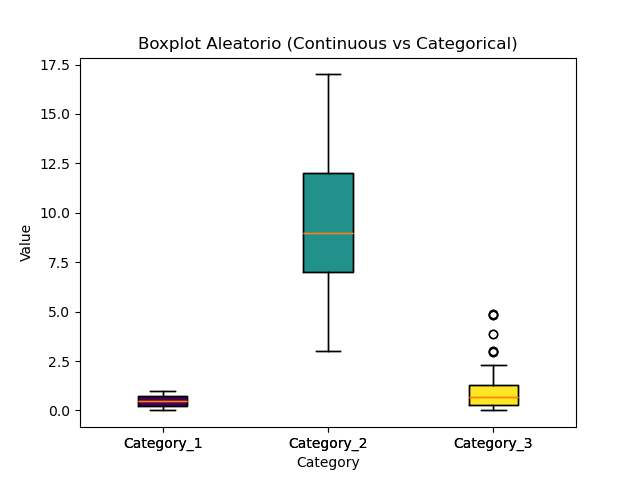 Boxplot Aleatorio (Continuous vs Categorical)
17.5
15.0
12.5
10.0
7.5
5.0
2.5
0.0
Value
Category_1
Category_2
Category_3
Category